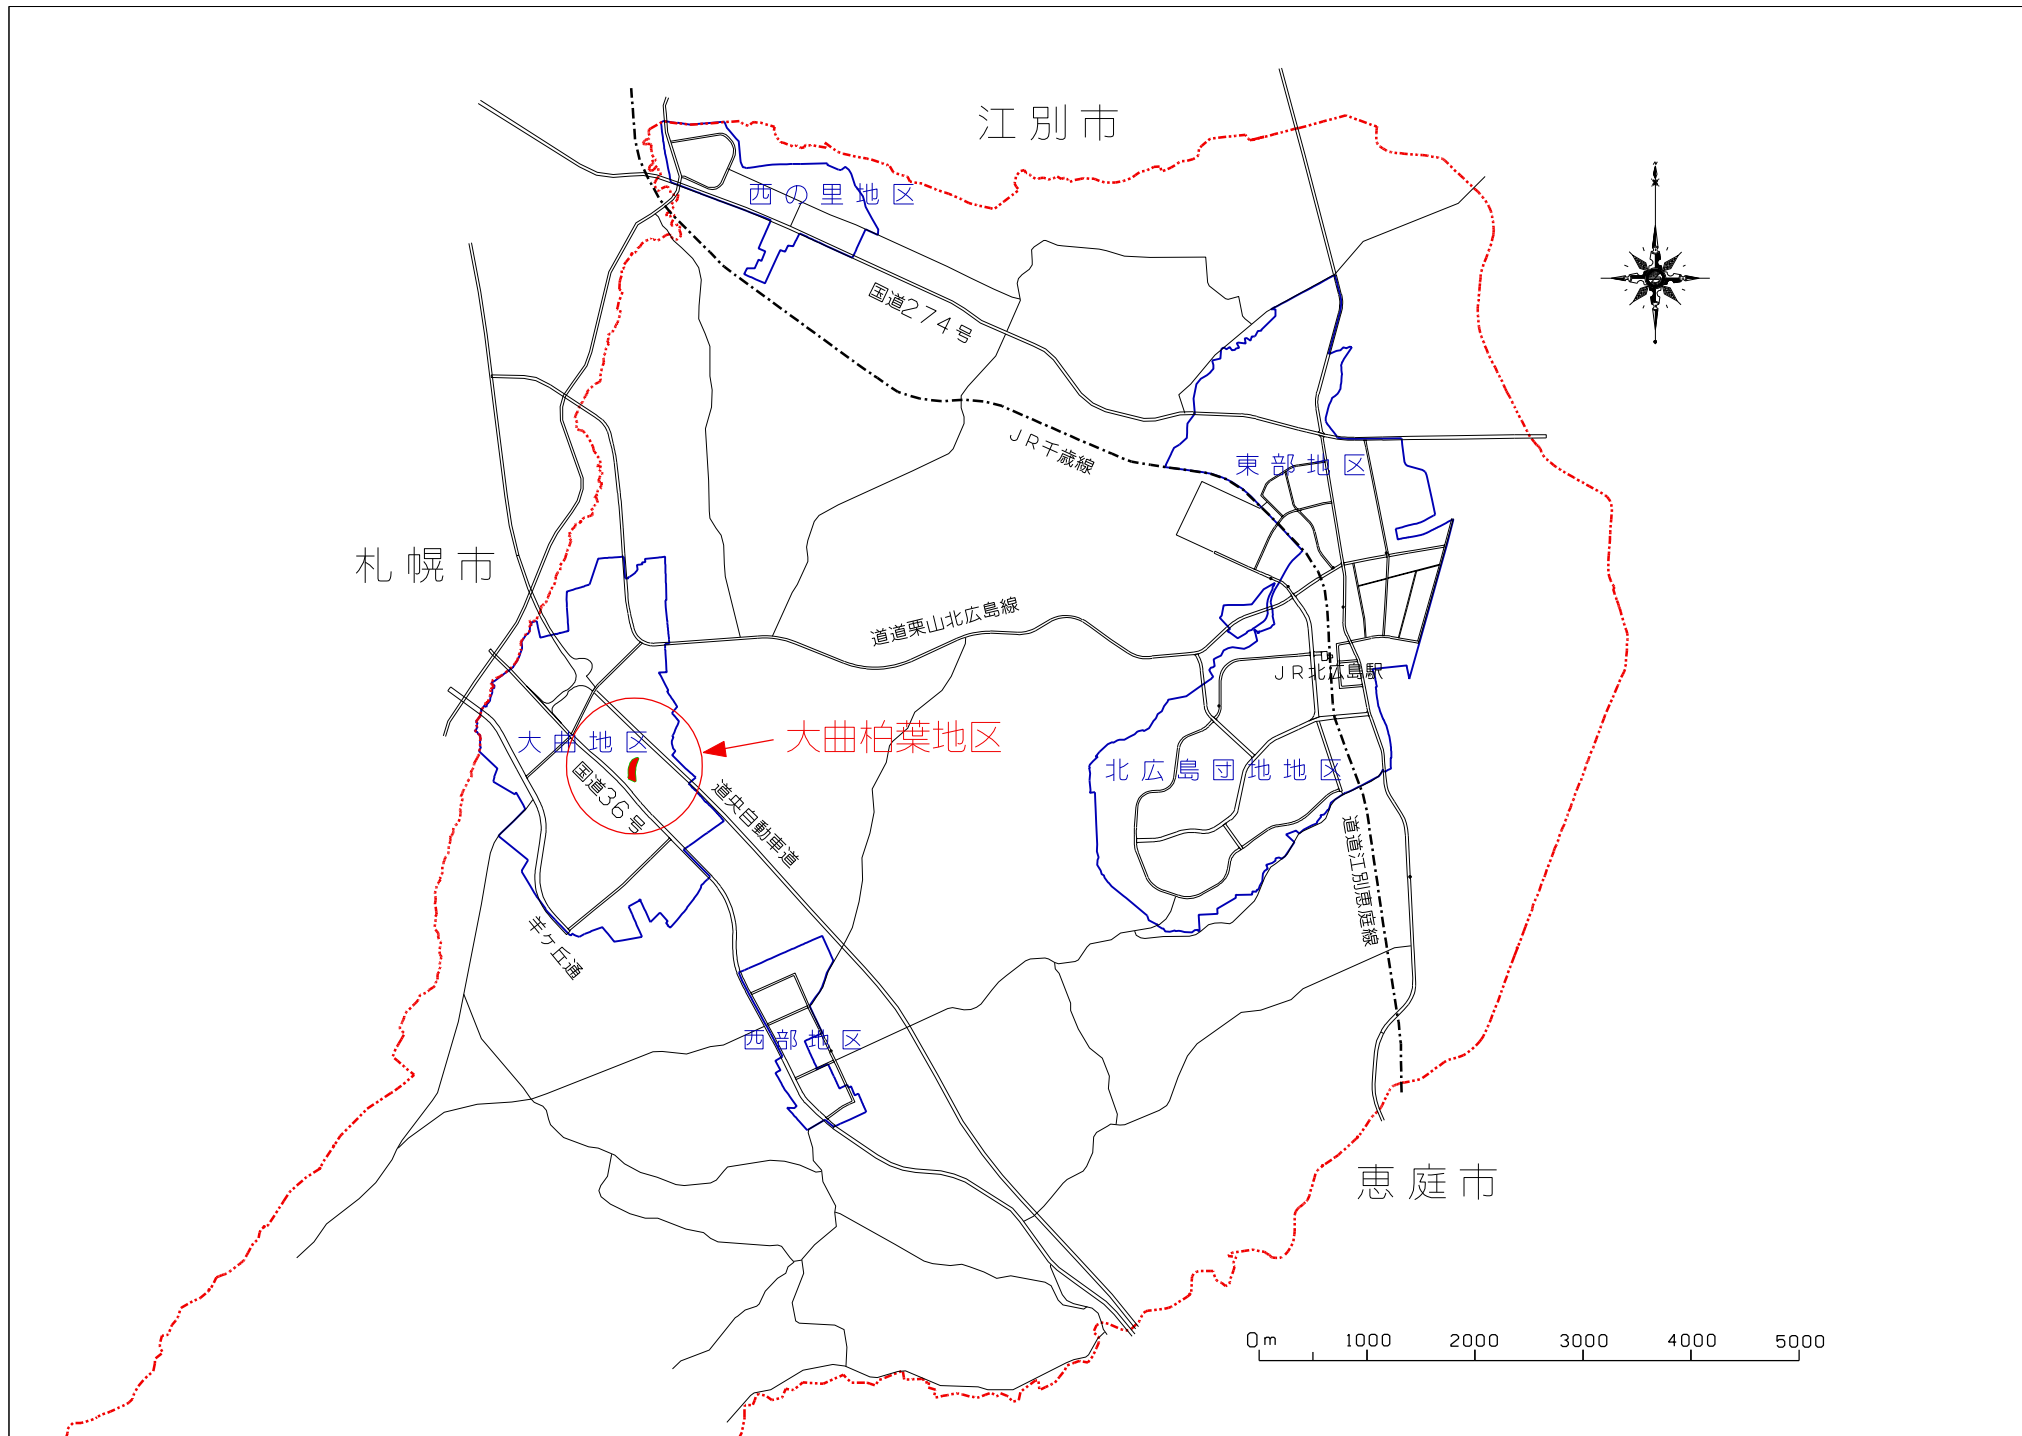 江別市
西の里地区
国道274号
JR千歳線
東部地区
札幌市
道道栗山北広島線
JR北広島駅
大曲地区
大曲柏葉地区
北広島団地地区
国道36号
道央自動車道
道道江別恵庭線
羊ケ丘通
西部地区
恵庭市
0m 1000 2000 3000 4000 5000